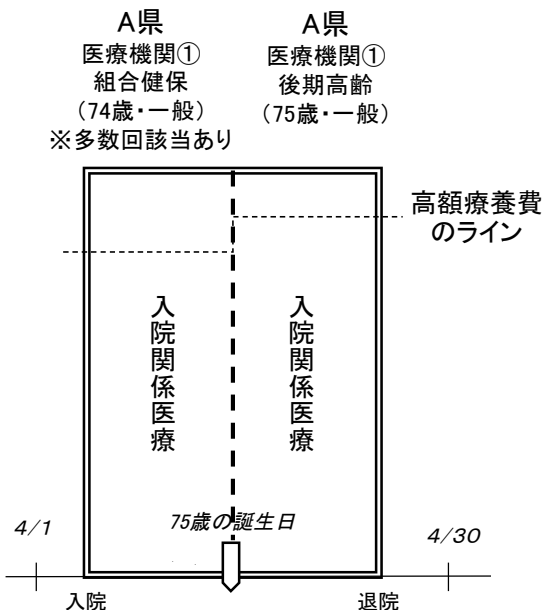 A県
医療機関①
組合健保
（74歳・一般）
※多数回該当あり
A県
医療機関①
後期高齢
（75歳・一般）
高額療養費
のライン
入院関係医療
入院関係医療
4/1
75歳の誕生日
4/30
入院
退院